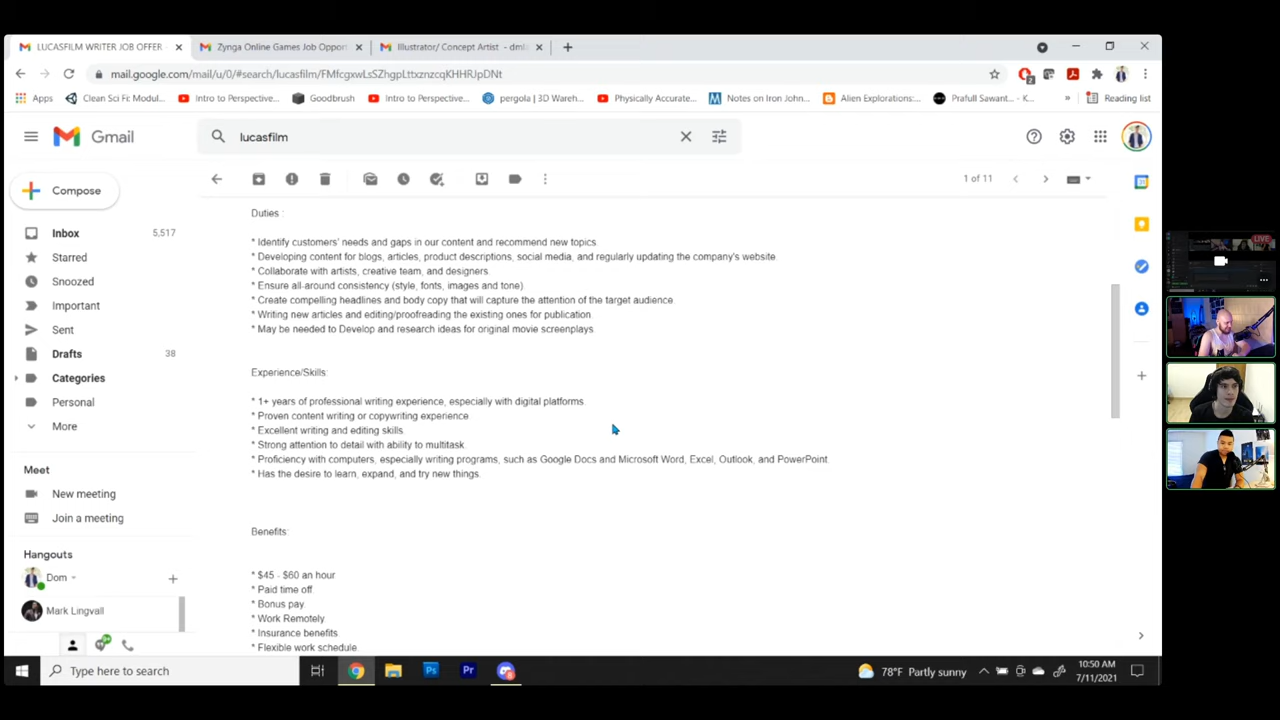 LUCASFILM WRITER JOB OFFER
Zynga Online Games Job Opport
Illustrator/ Concept Artist - dmla
mail.google.com/mail/u/0/#search/lucasfilm/FMfcgxwLsSZhgpLttxznzcqKHHRJpDNt
Apps
Clean Sci Fi: Modul...
Intro to Perspective...
Goodbrush
Intro to Perspective...
pergola | 3D Wareh...
Physically Accurate...
Notes on Iron John...
Alien Explorations:...
Prafull Sawant... - K...
»
Reading list
Gmail
lucasfilm
Compose
1 of 11
Inbox 5,517
Starred
Snoozed
Important
Sent
Drafts 38
Categories
Personal
More
Meet
New meeting
Join a meeting
Hangouts
Dom
Mark Lingvall
Duties :
* Identify customers' needs and gaps in our content and recommend new topics
* Developing content for blogs, articles, product descriptions, social media, and regularly updating the company's website.
* Collaborate with artists, creative team, and designers.
* Ensure all-around consistency (style, fonts, images and tone)
* Create compelling headlines and body copy that will capture the attention of the target audience.
* Writing new articles and editing/proofreading the existing ones for publication.
* May be needed to Develop and research ideas for original movie screenplays
Experience/Skills:
* 1+ years of professional writing experience, especially with digital platforms.
* Proven content writing or copywriting experience
* Excellent writing and editing skills.
* Strong attention to detail with ability to multitask.
* Proficiency with computers, especially writing programs, such as Google Docs and Microsoft Word, Excel, Outlook, and PowerPoint.
* Has the desire to learn, expand, and try new things.
Benefits:
* $45 - $60 an hour
* Paid time off
* Bonus pay.
* Work Remotely
* Insurance benefits
* Flexible work schedule.
LIVE
Type here to search
Ps
Pr
78°F Partly sunny
10:50 AM
7/11/2021